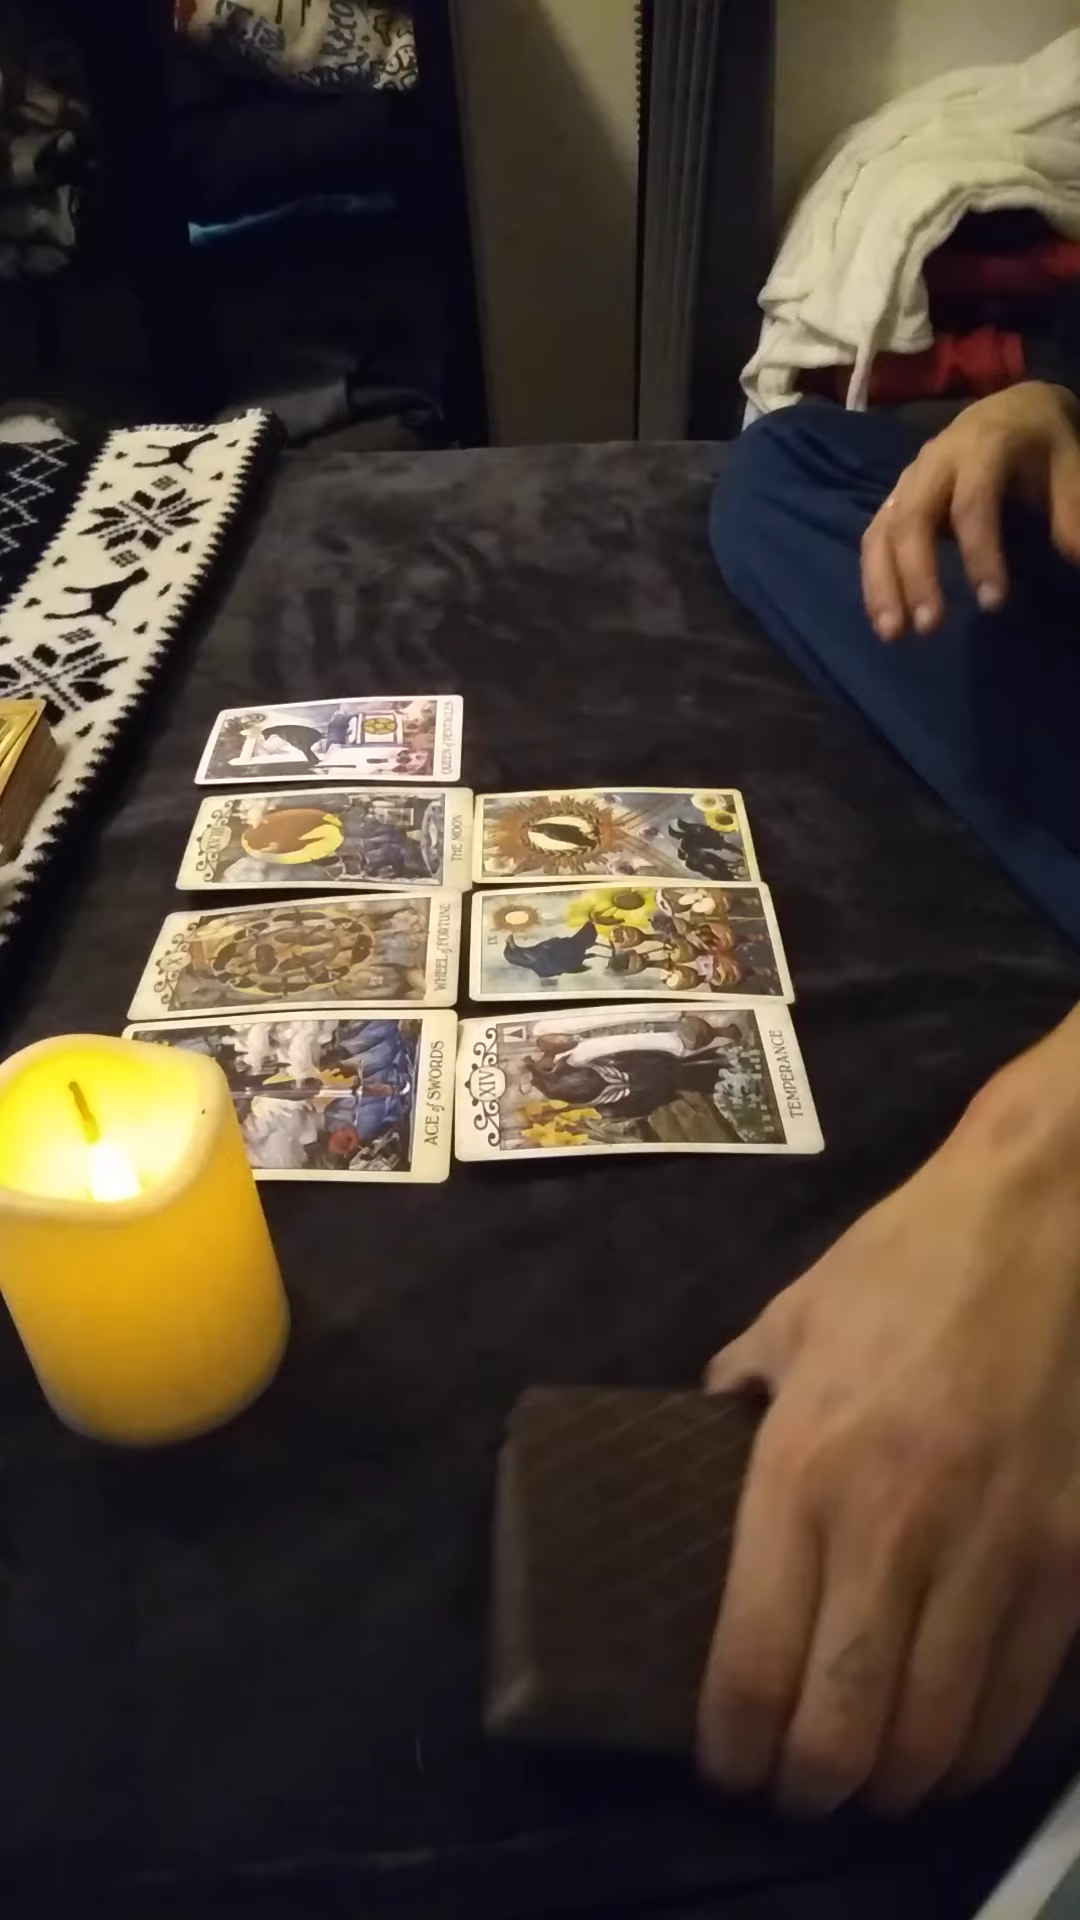 QUEEN of PENTACLES
XVIII
THE MOON
X
WHEEL of FORTUNE
IX
ACE of SWORDS
XIV
TEMPERANCE